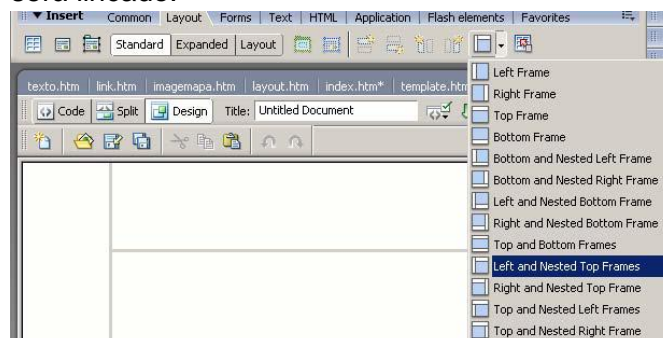 será linceado.
▼ Insert Common Layout Forms Text HTML Application Flash elements Favorites
Standard Expanded Layout
texto.htm link.htm imagemapa.htm layout.htm index.htm* template.htm
Code Split Design Title: Untitled Document
Left Frame
Right Frame
Top Frame
Bottom Frame
Bottom and Nested Left Frame
Bottom and Nested Right Frame
Left and Nested Bottom Frame
Right and Nested Bottom Frame
Top and Bottom Frames
Left and Nested Top Frames
Right and Nested Top Frame
Top and Nested Left Frames
Top and Nested Right Frame